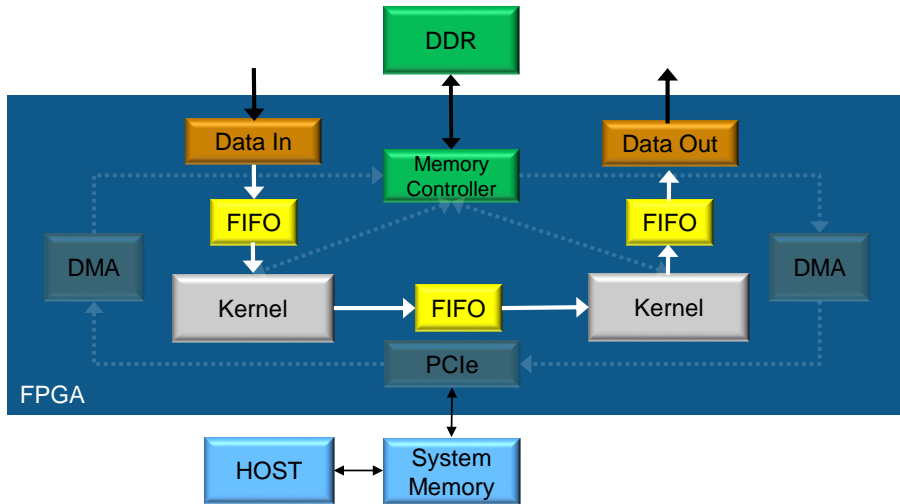 DDR
Data In
Data Out
Memory
Controller
FIFO
FIFO
DMA
DMA
Kernel
FIFO
Kernel
PCIe
FPGA
HOST
System
Memory